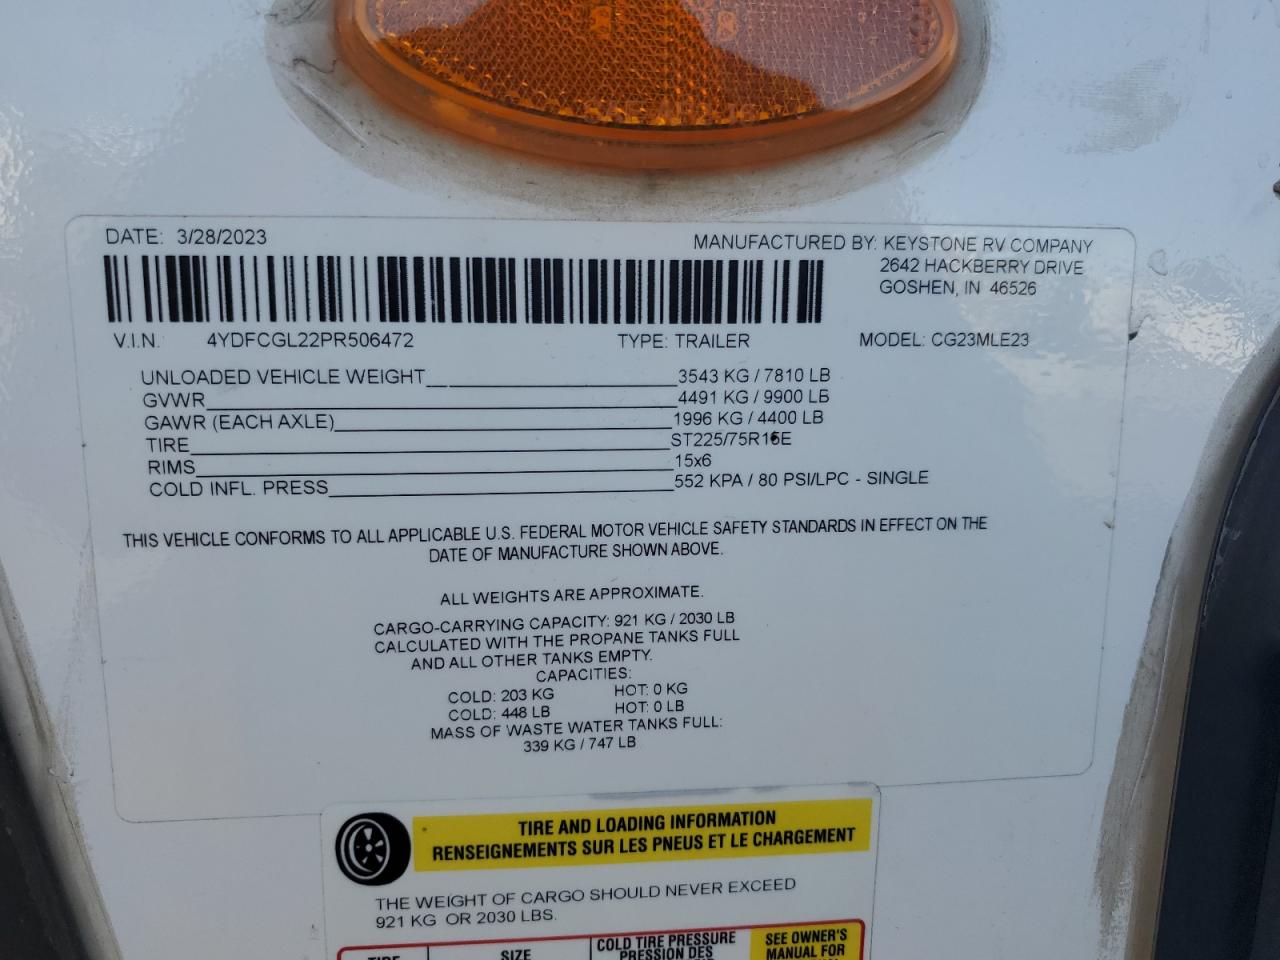 DATE: 3/28/2023
MANUFACTURED BY: KEYSTONE RV COMPANY
2642 HACKBERRY DRIVE
GOSHEN, IN 46526
V.I.N. 4YDFCGL22PR506472 TYPE: TRAILER MODEL: CG23MLE23
UNLOADED VEHICLE WEIGHT 3543 KG / 7810 LB
GVWR 4491 KG / 9900 LB
GAWR (EACH AXLE) 1996 KG / 4400 LB
TIRE ST225/75R15E
RIMS 15x6
COLD INFL. PRESS 552 KPA / 80 PSI/LPC - SINGLE
THIS VEHICLE CONFORMS TO ALL APPLICABLE U.S. FEDERAL MOTOR VEHICLE SAFETY STANDARDS IN EFFECT ON THE
DATE OF MANUFACTURE SHOWN ABOVE.
ALL WEIGHTS ARE APPROXIMATE.
CARGO-CARRYING CAPACITY: 921 KG / 2030 LB
CALCULATED WITH THE PROPANE TANKS FULL
AND ALL OTHER TANKS EMPTY.
CAPACITIES:
COLD: 203 KG HOT: 0 KG
COLD: 448 LB HOT: 0 LB
MASS OF WASTE WATER TANKS FULL:
339 KG / 747 LB
TIRE AND LOADING INFORMATION
RENSEIGNEMENTS SUR LES PNEUS ET LE CHARGEMENT
THE WEIGHT OF CARGO SHOULD NEVER EXCEED
921 KG OR 2030 LBS.
TIRE SIZE COLD TIRE PRESSURE SEE OWNER'S
PRESSION DES MANUAL FOR